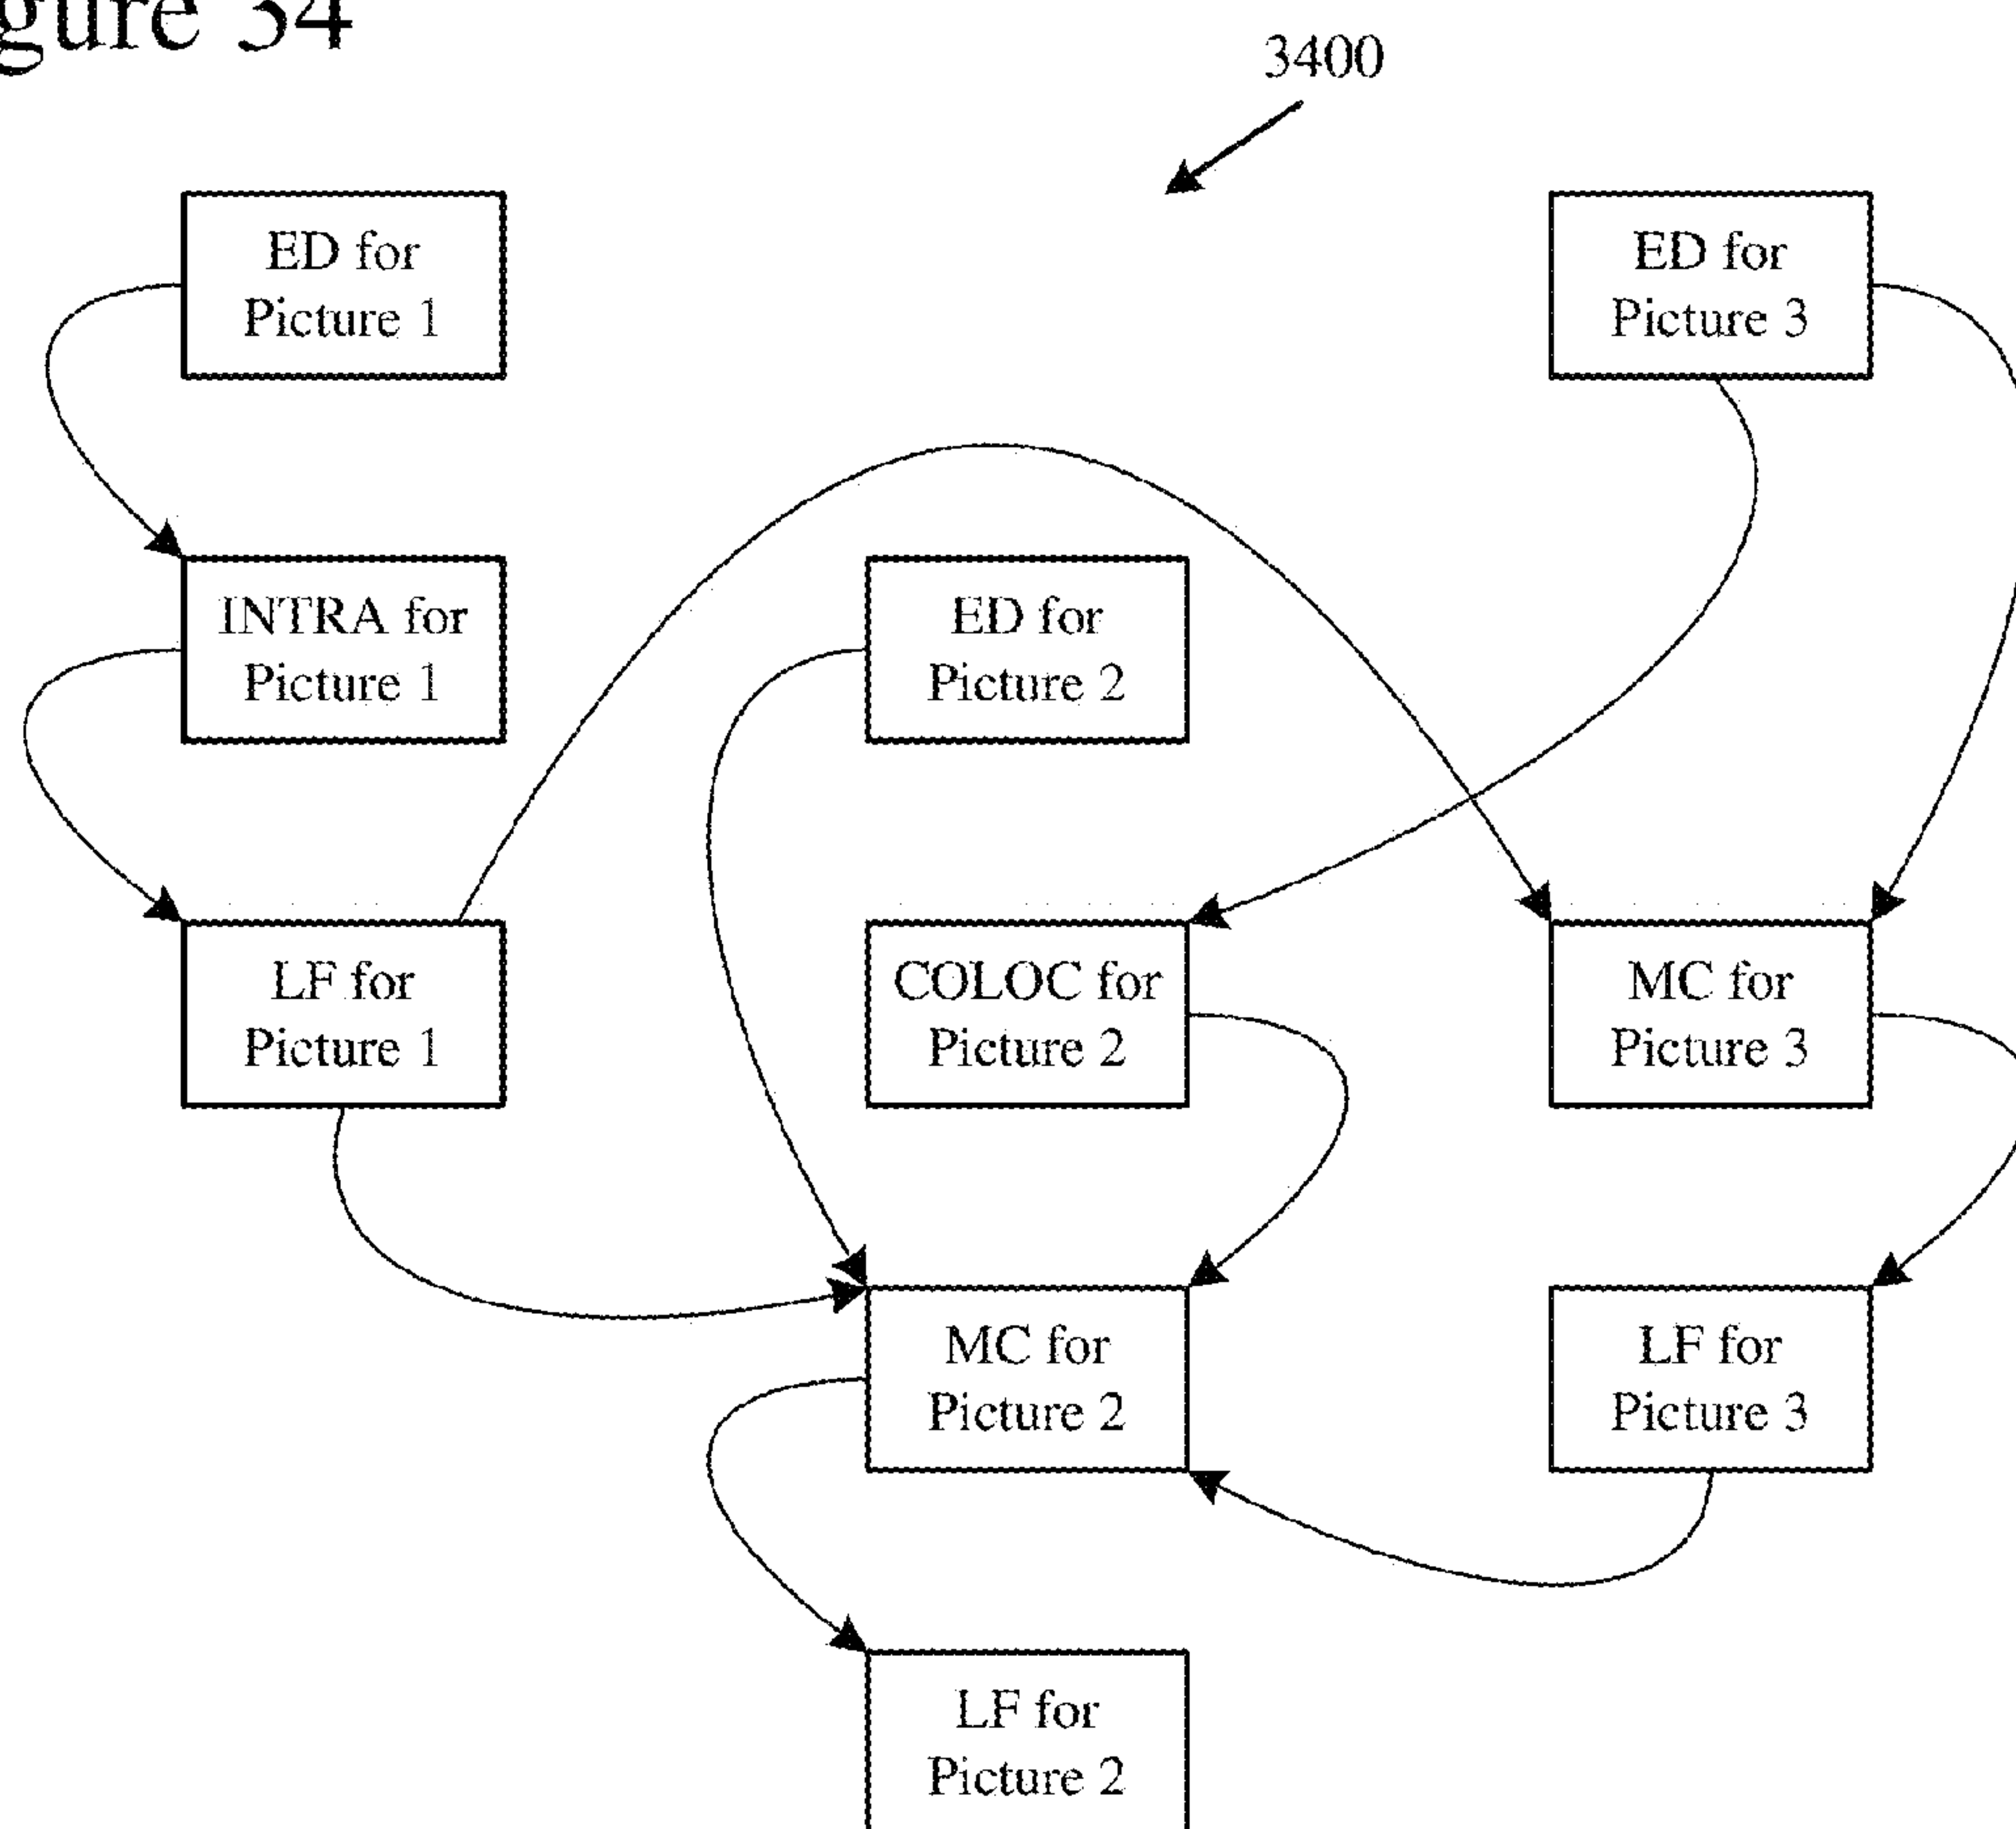 gure 34
3400
ED for
Picture 1
ED for
Picture 3
INTRA for
Picture 1
ED for
Picture 2
LF for
Picture 1
COLOC for
Picture 2
MC for
Picture 3
MC for
Picture 2
LF for
Picture 3
LF for
Picture 2